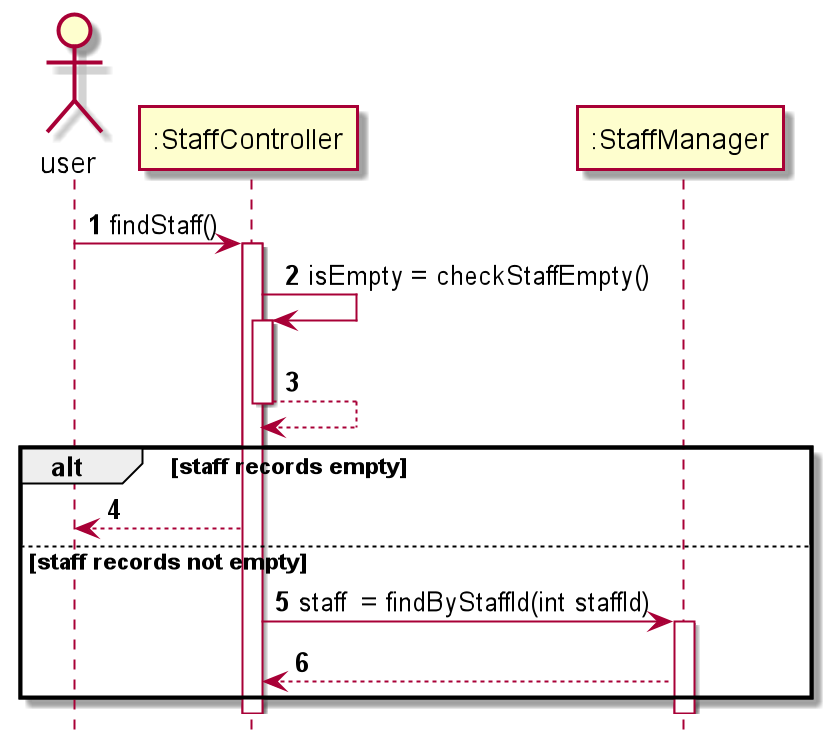 user
:StaffController
:StaffManager
1 findStaff()
2 isEmpty = checkStaffEmpty()
3
alt [staff records empty]
4
[staff records not empty]
5 staff = findByStaffId(int staffId)
6